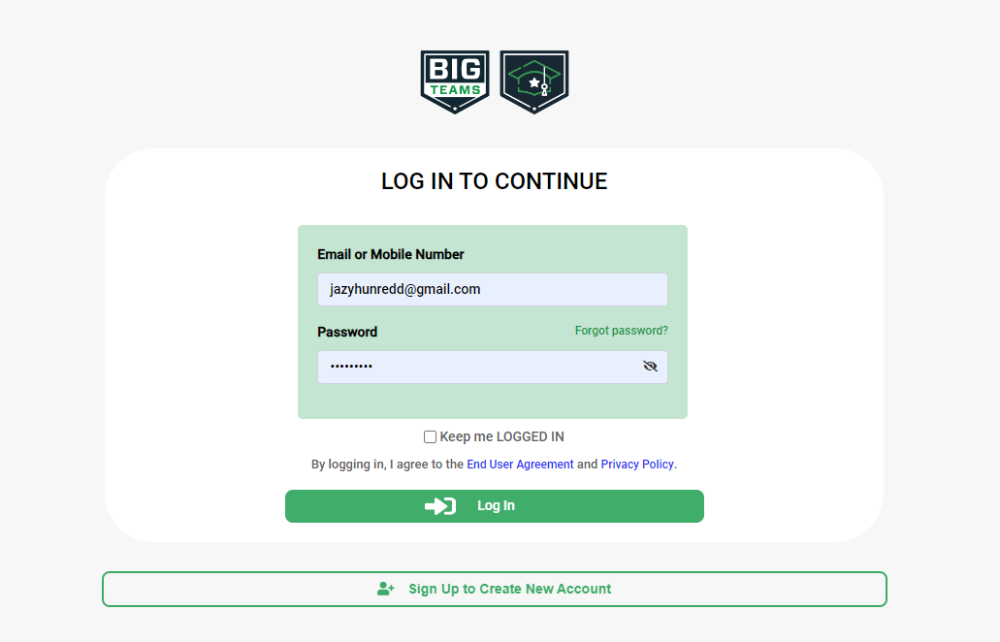 BIG
TEAMS
LOG IN TO CONTINUE
Email or Mobile Number
jazyhunredd@gmail.com
Password Forgot password?
•••••••••
Keep me LOGGED IN
By logging in, I agree to the End User Agreement and Privacy Policy.
Log In
Sign Up to Create New Account